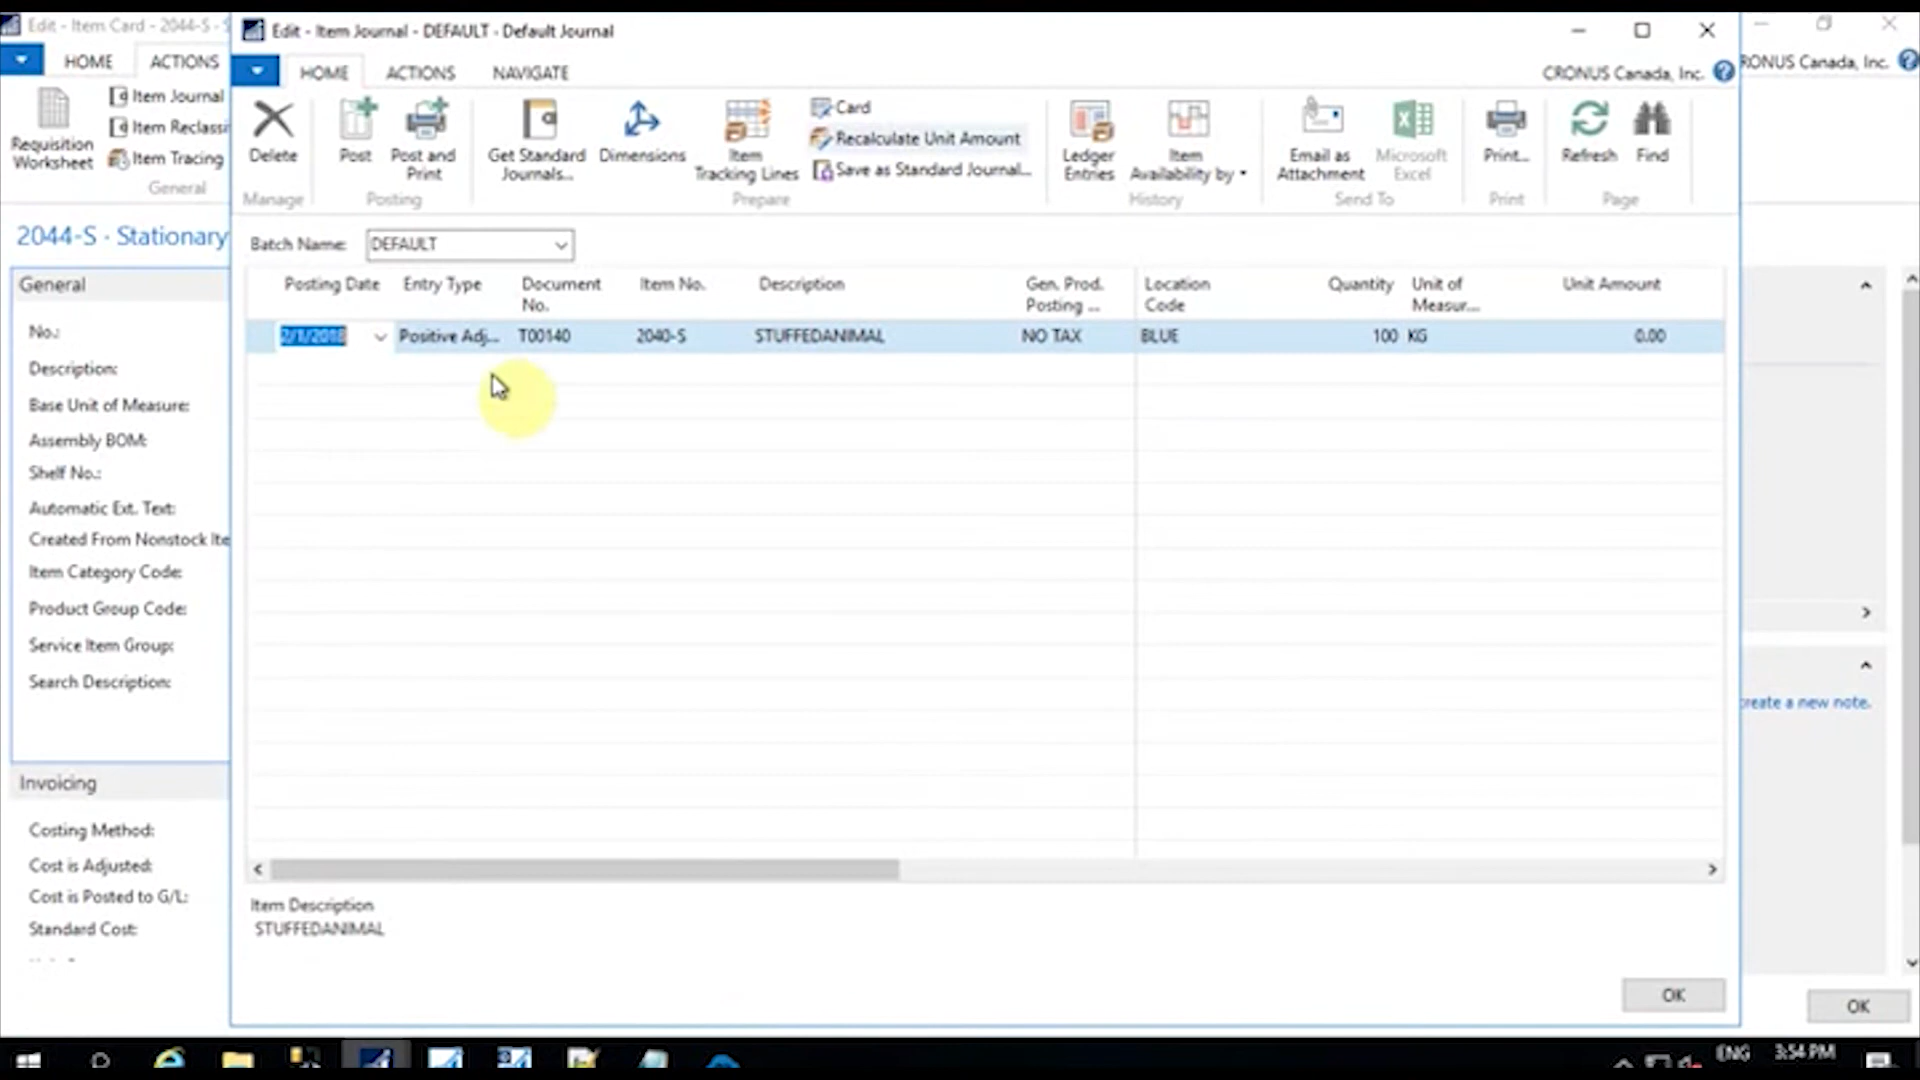 Edit - Item Card - 2044-S - S
HOME
ACTIONS
Requisition
Worksheet
Item Journal
Item Reclassi
Item Tracing
General
2044-S · Stationary
General
No.:
Description:
Base Unit of Measure:
Assembly BOM:
Shelf No.:
Automatic Ext. Text:
Created From Nonstock Ite
Item Category Code:
Product Group Code:
Service Item Group:
Search Description:
Invoicing
Costing Method:
Cost is Adjusted:
Cost is Posted to G/L:
Standard Cost:
Edit - Item Journal - DEFAULT - Default Journal
HOME
ACTIONS
NAVIGATE
CRONUS Canada, Inc.
Delete
Manage
Post
Post and
Print
Posting
Get Standard
Journals...
Dimensions
Item
Tracking Lines
Card
Recalculate Unit Amount
Save as Standard Journal...
Prepare
Ledger
Entries
Item
Availability by
History
Email as
Attachment
Microsoft
Excel
Send To
Print...
Print
Refresh
Find
Page
Batch Name:
DEFAULT
Posting Date
Entry Type
Document
No.
Item No.
Description
Gen. Prod.
Posting ...
Location
Code
Quantity
Unit of
Measur...
Unit Amount
2/1/2018
Positive Adj...
T00140
2040-S
STUFFEDANIMAL
NO TAX
BLUE
100
KG
0.00
Item Description
STUFFEDANIMAL
OK
RONUS Canada, Inc.
create a new note.
OK
ENG
3:54 PM